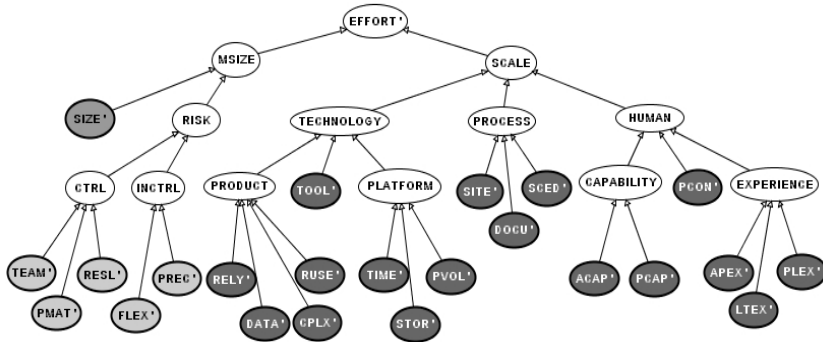 EFFORT'
MSIZE
SCALE
SIZE'
RISK
TECHNOLOGY
PROCESS
HUMAN
CTRL
INCTRL
PRODUCT
TOOL'
PLATFORM
SITE'
SCED'
CAPABILITY
PCON'
EXPERIENCE
DOCU'
TEAM'
RESL'
PREC'
RELY'
RUSE'
TIME'
PVOL'
ACAP'
PCAP'
APEX'
PLEX'
PMAT'
FLEX'
DATA'
CPLX'
STOR'
LTEX'